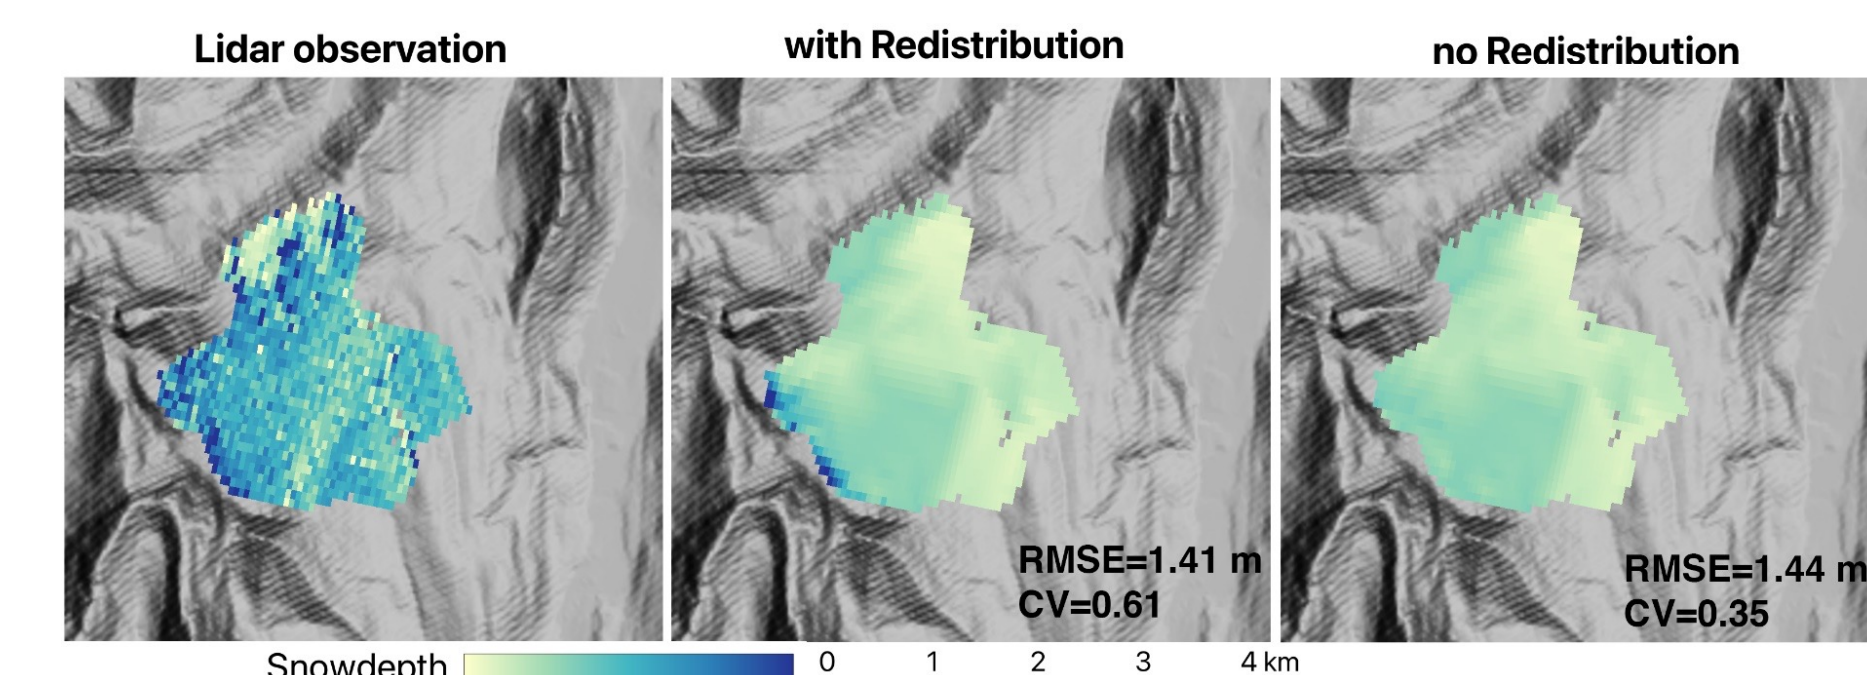 Lidar observation
with Redistribution
no Redistribution
RMSE=1.41 m
CV=0.61
RMSE=1.44 m
CV=0.35
Snowdepth
0 1 2 3 4 km